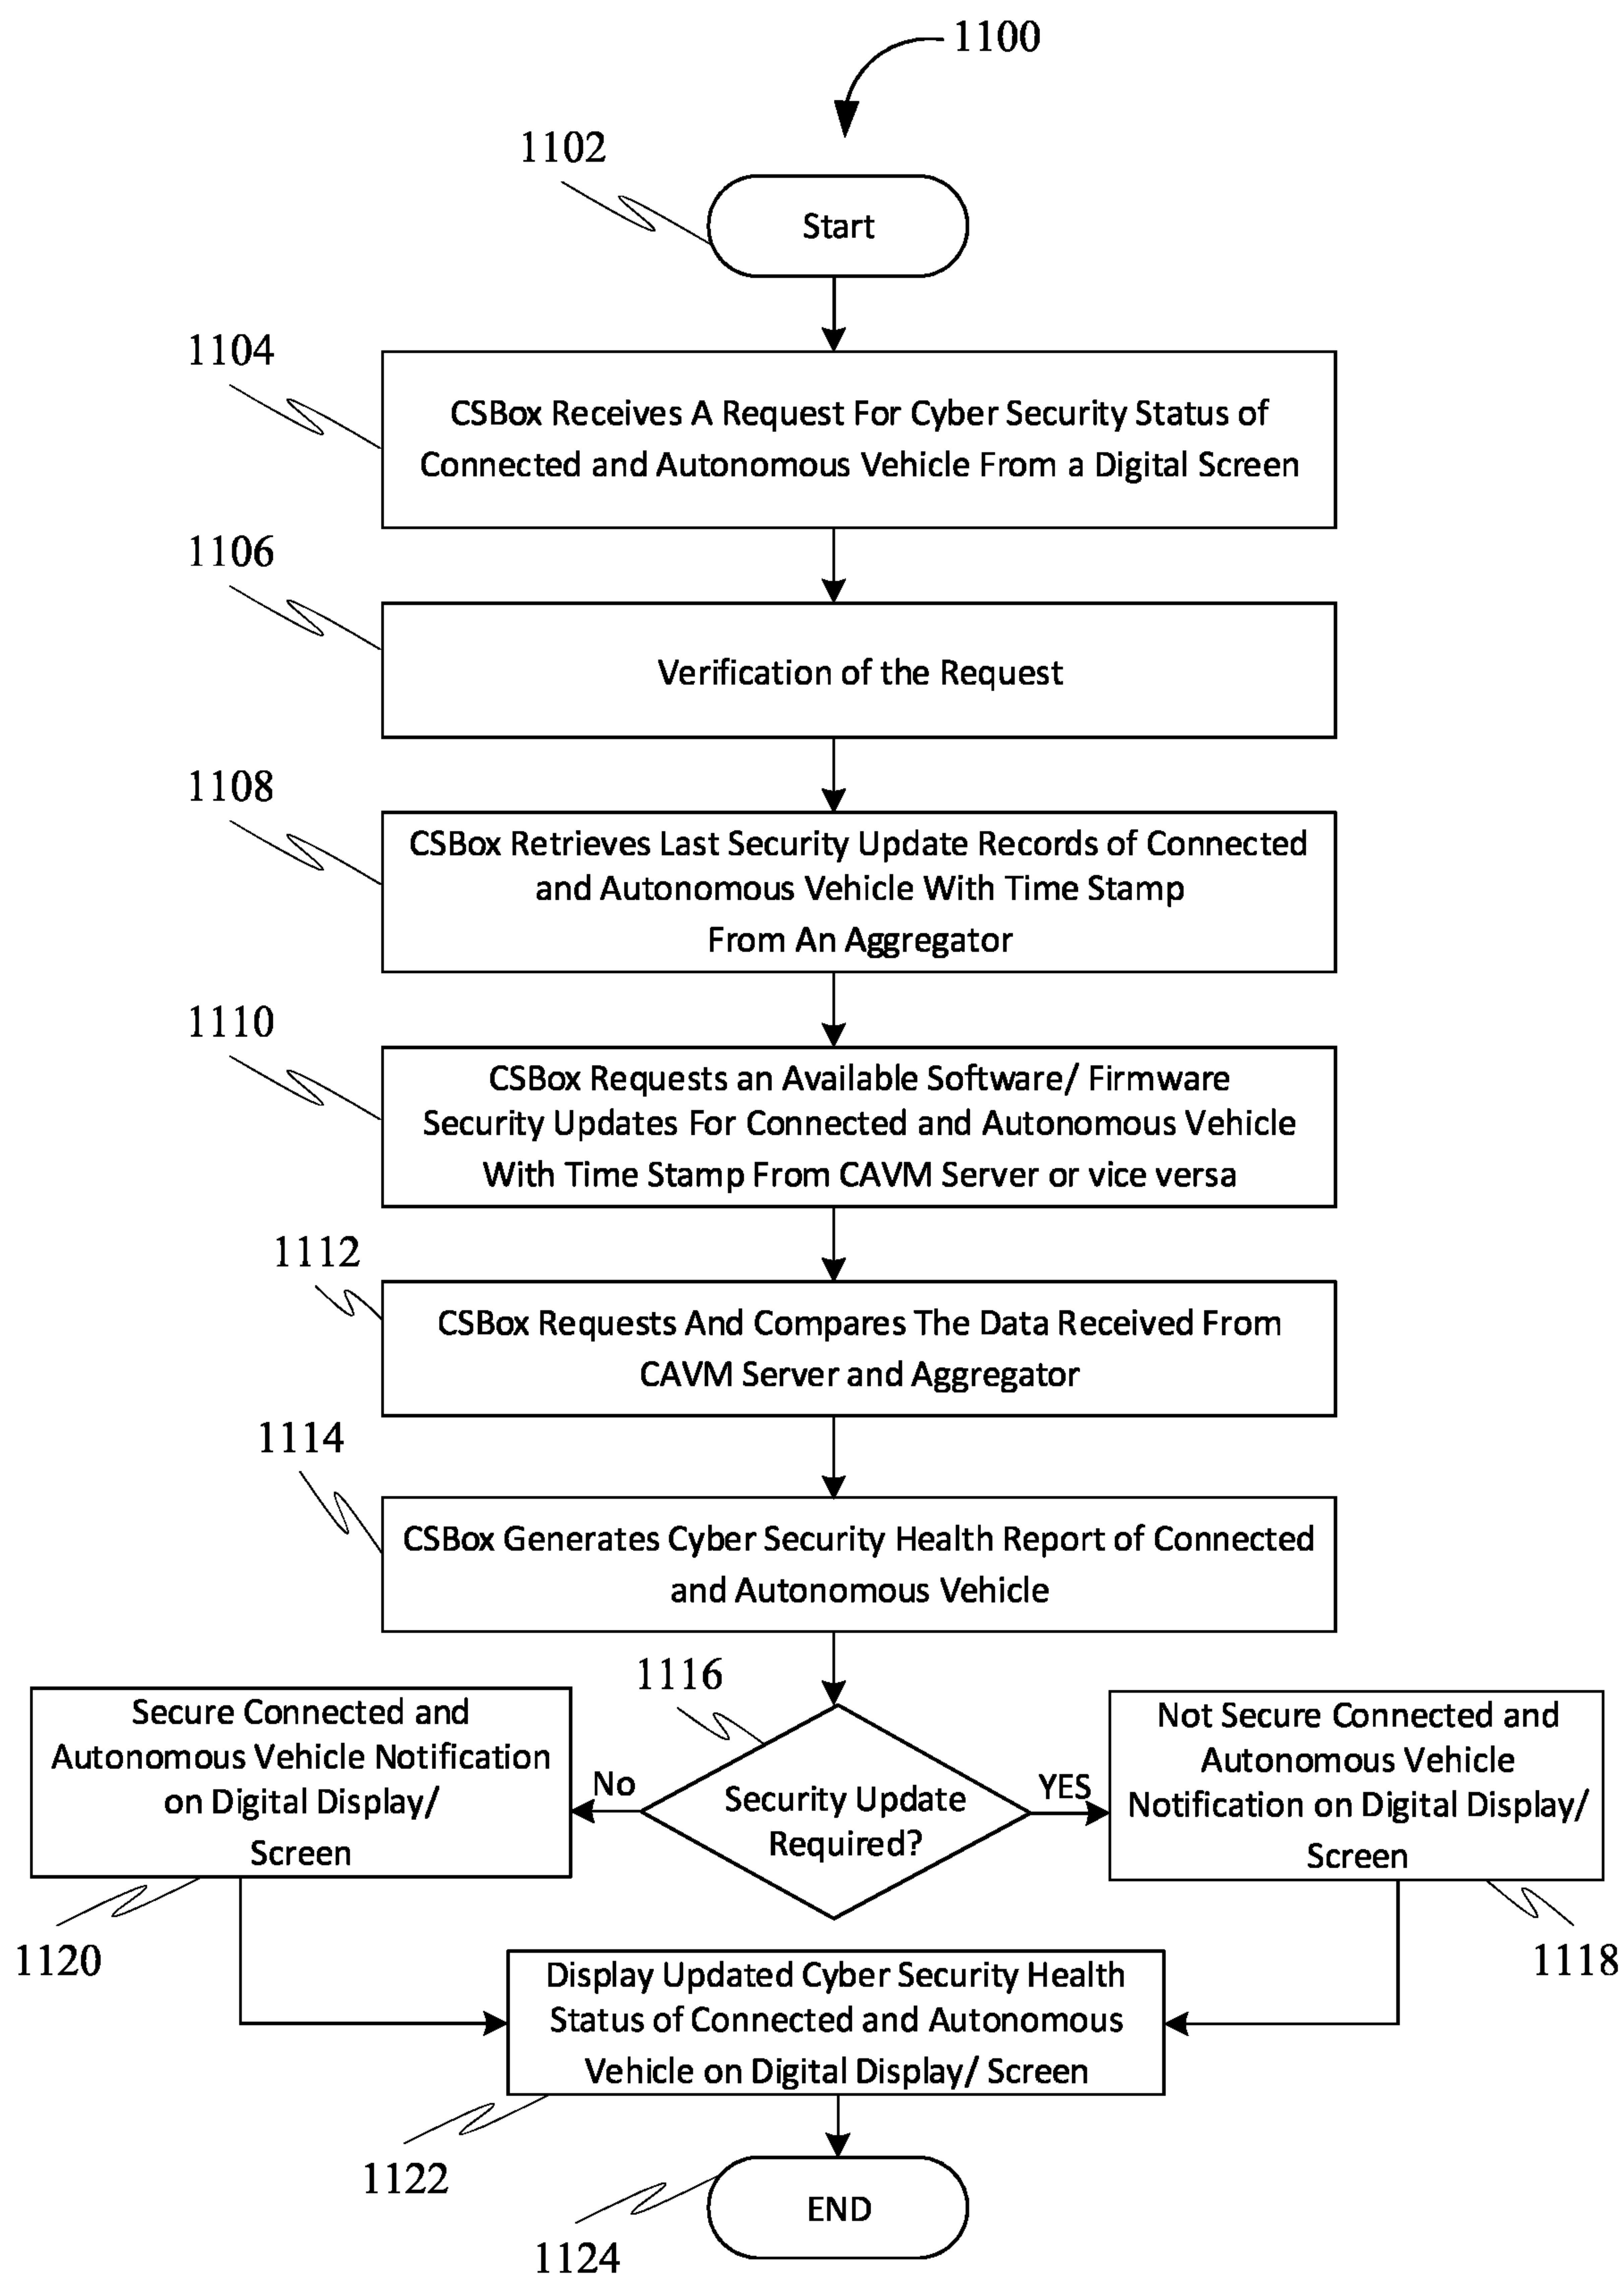 1100
1102
Start
1104
CSBox Receives A Request For Cyber Security Status of
Connected and Autonomous Vehicle From a Digital Screen
1106
Verification of the Request
1108
CSBox Retrieves Last Security Update Records of Connected
and Autonomous Vehicle With Time Stamp
From An Aggregator
1110
CSBox Requests an Available Software/ Firmware
Security Updates For Connected and Autonomous Vehicle
With Time Stamp From CAVM Server or vice versa
1112
CSBox Requests And Compares The Data Received From
CAVM Server and Aggregator
1114
CSBox Generates Cyber Security Health Report of Connected
and Autonomous Vehicle
1116
Secure Connected and
Autonomous Vehicle Notification
on Digital Display/
Screen
No
Security Update
Required?
YES
Not Secure Connected and
Autonomous Vehicle
Notification on Digital Display/
Screen
1120
1118
Display Updated Cyber Security Health
Status of Connected and Autonomous
Vehicle on Digital Display/ Screen
1122
END
1124